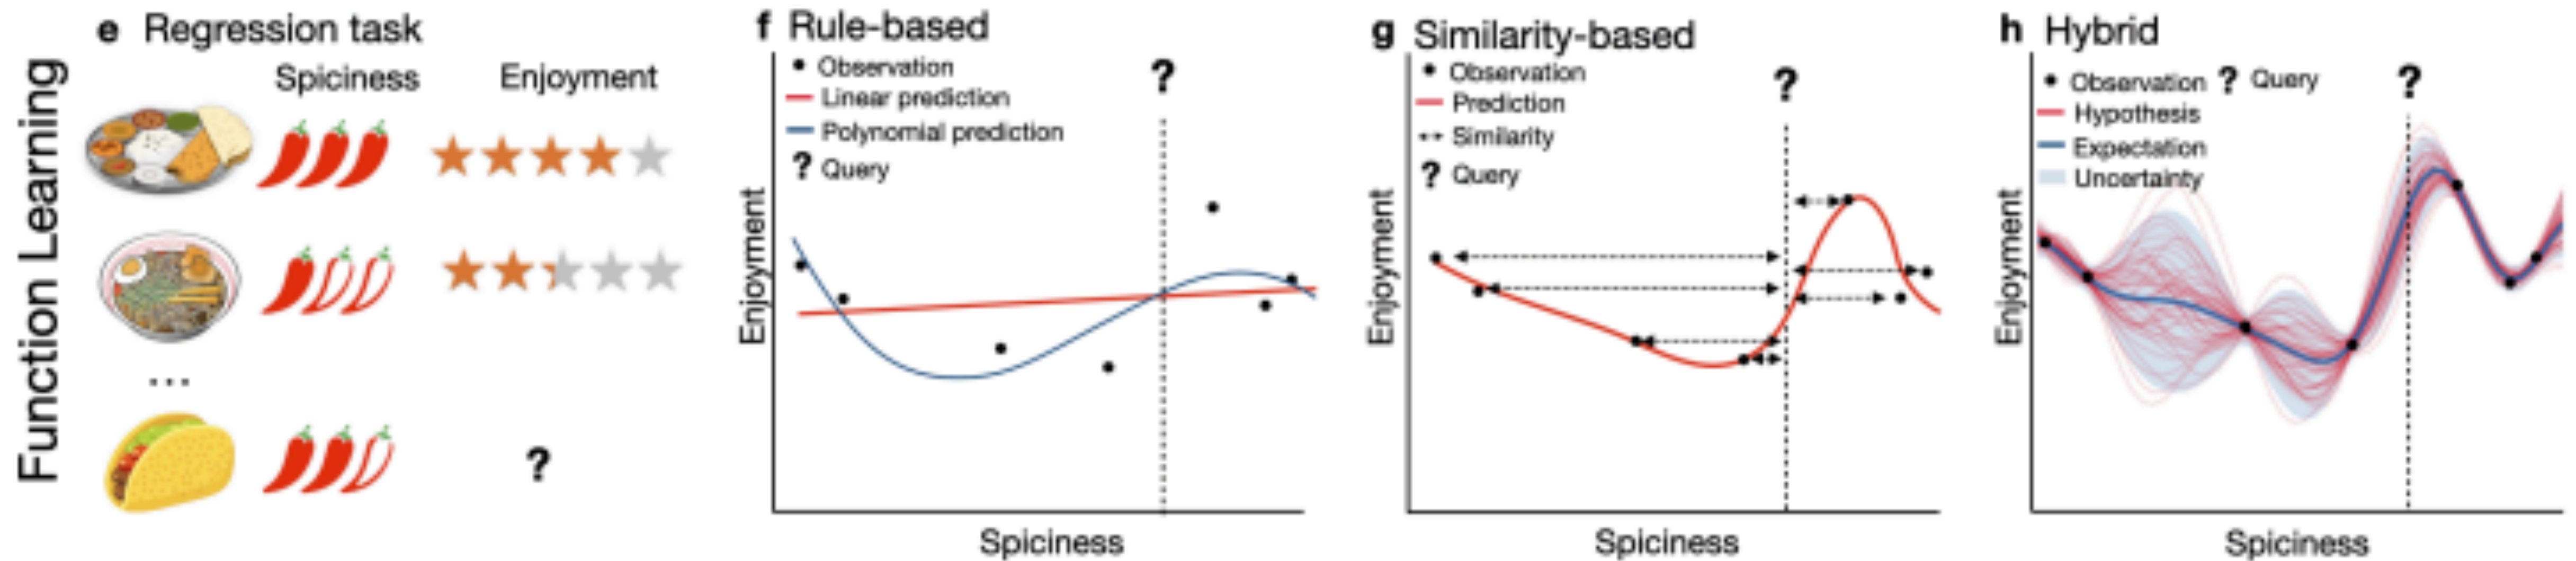 Function Learning
e Regression task
Spiciness Enjoyment
...
?
f Rule-based
Observation
Linear prediction
Polynomial prediction
? Query
?
Enjoyment
Spiciness
g Similarity-based
Observation
Prediction
Similarity
? Query
?
Enjoyment
Spiciness
h Hybrid
Observation ? Query
Hypothesis
Expectation
Uncertainty
?
Enjoyment
Spiciness